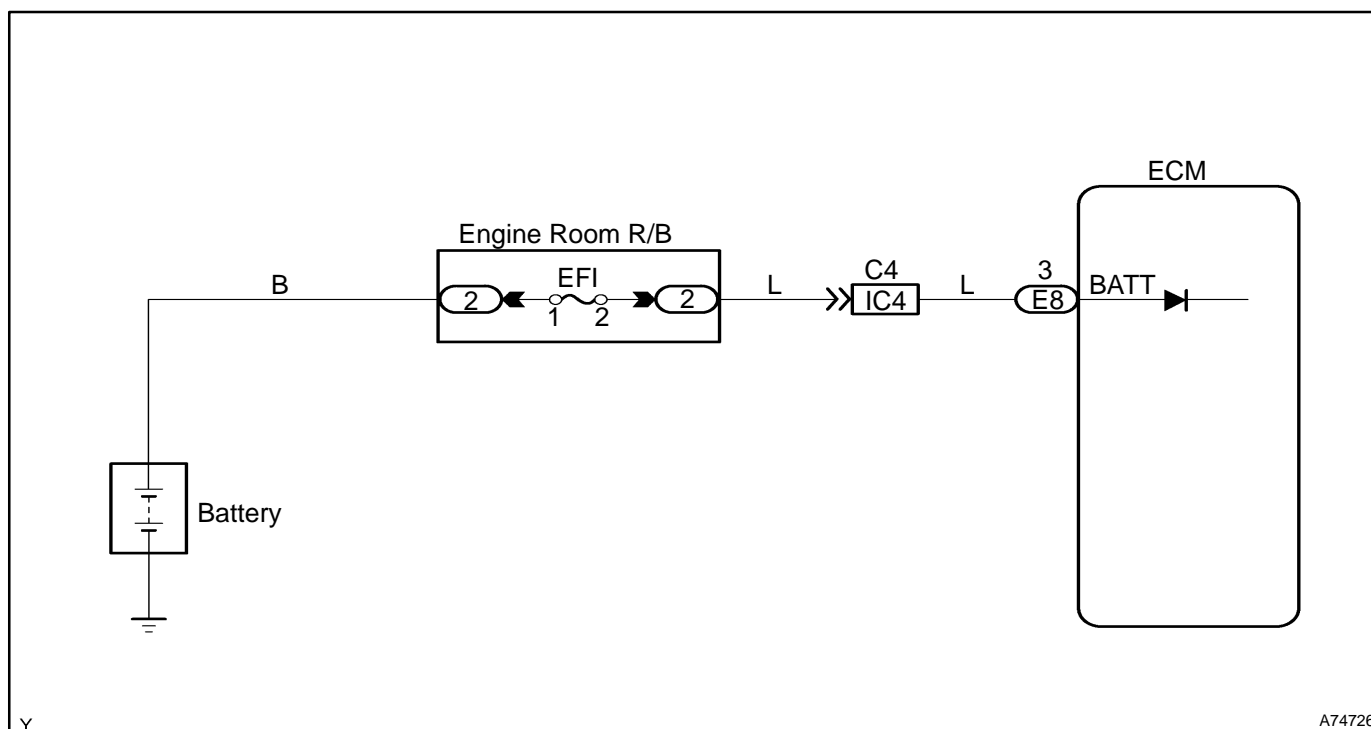 ECM
Engine Room R/B
B
2
EFI
1 2
2
L
C4
IC4
L
3
E8
BATT
Battery
Y
A74726